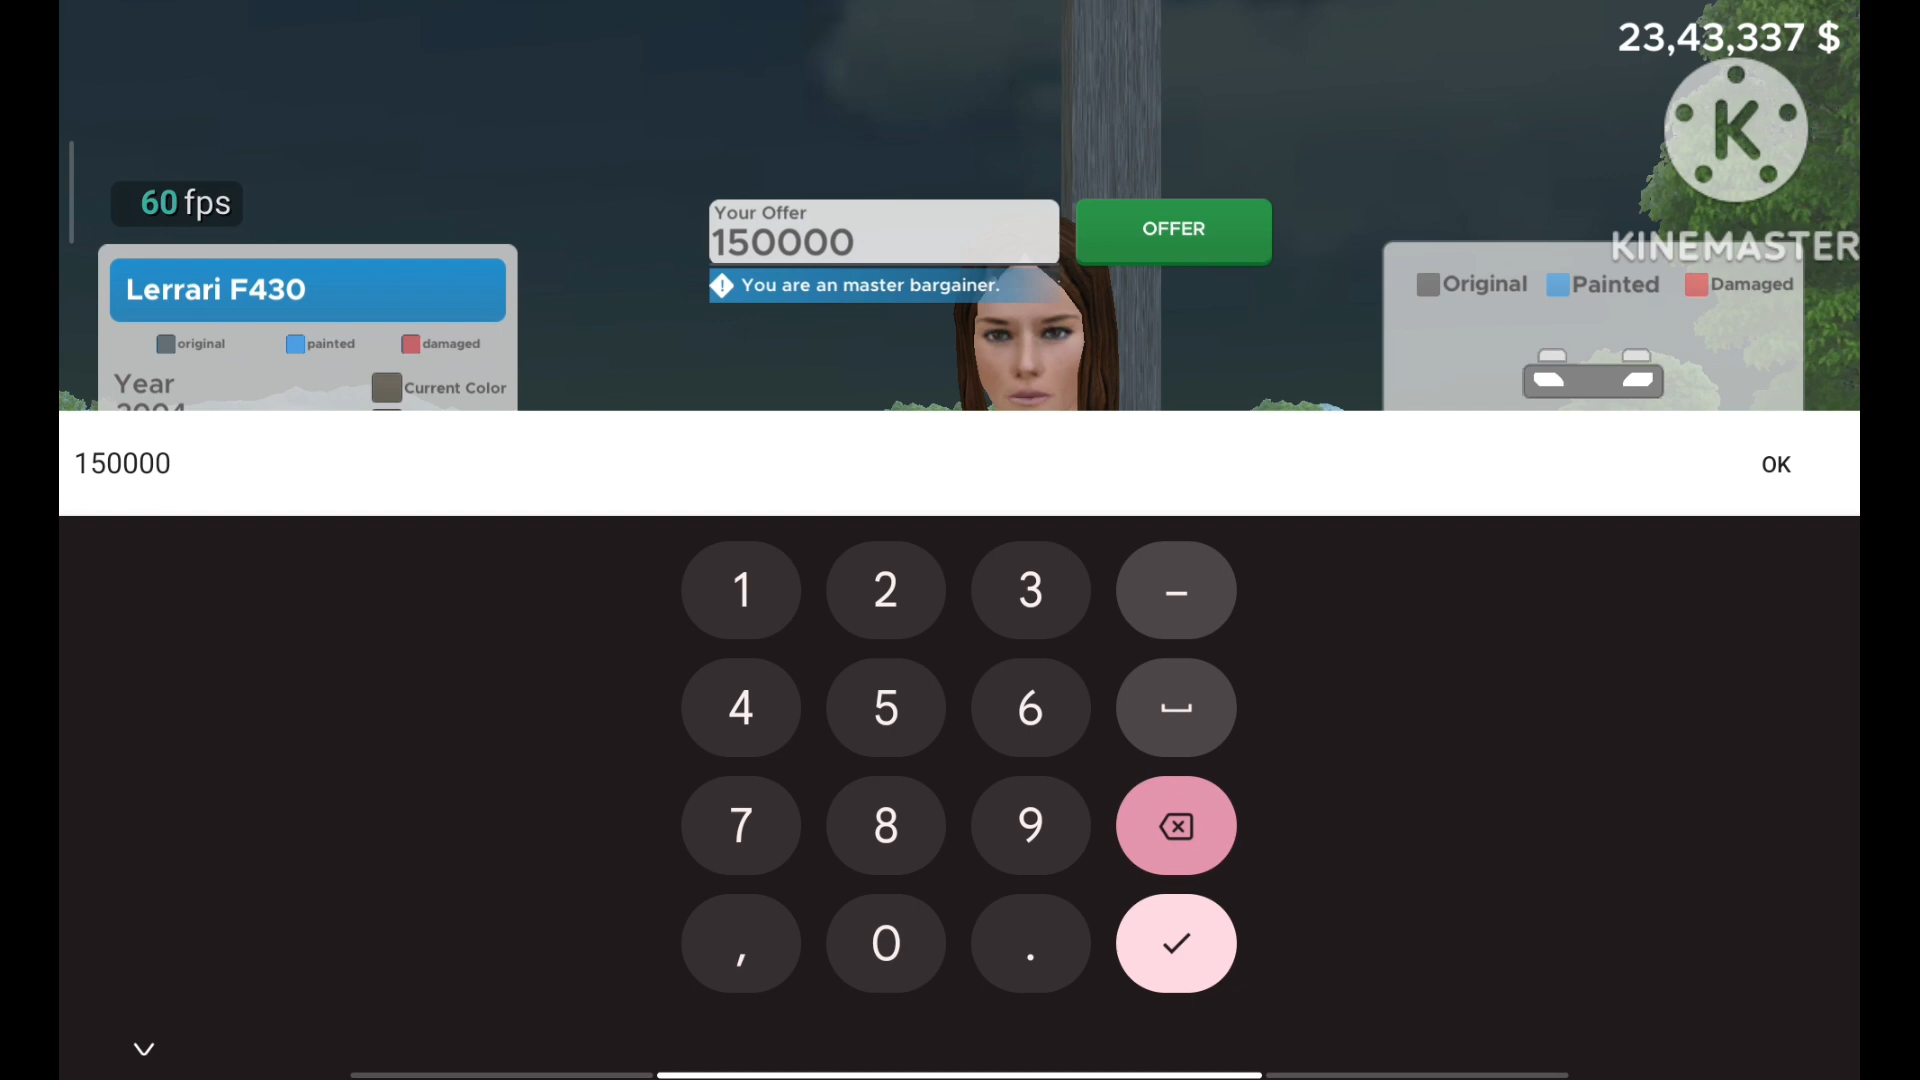 23,43,337 $
K
KINEMASTER
60 fps
Your Offer
150000
OFFER
You are an master bargainer.
Lerrari F430
original painted damaged
Year
Current Color
2004
Original Painted Damaged
150000
OK
1 2 3 –
4 5 6
7 8 9
, 0 .